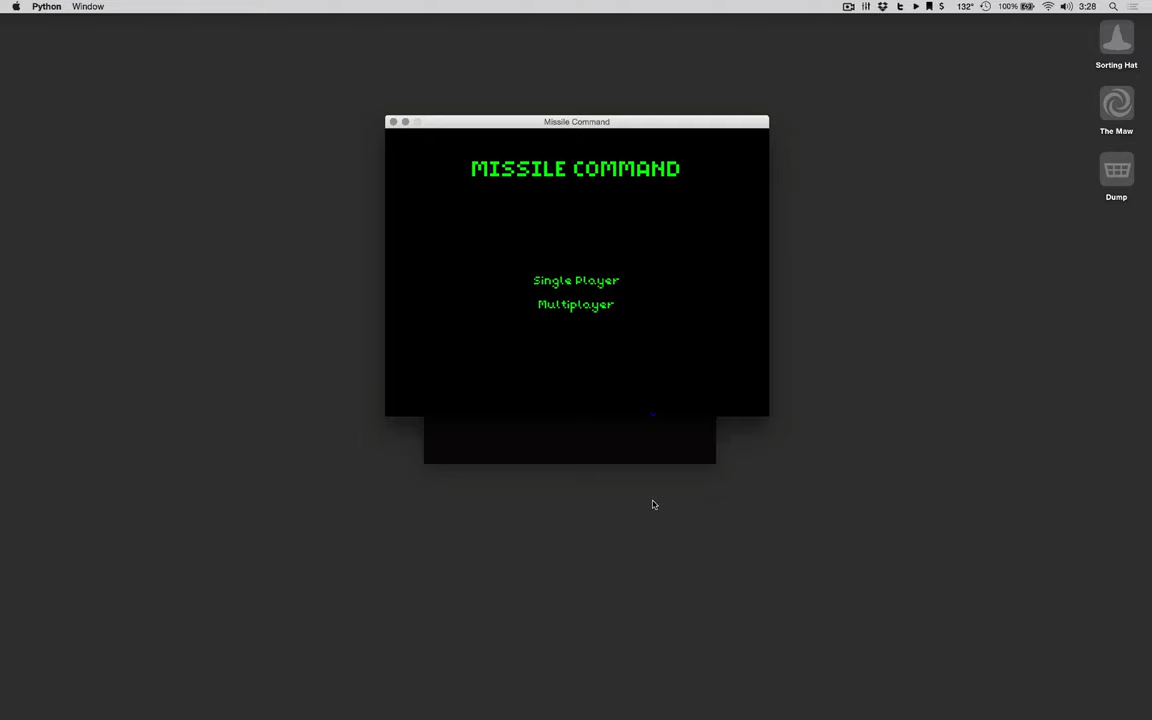 Python Window
132° 100% 3:28
Sorting Hat
The Maw
Dump
Missile Command
MISSILE COMMAND
Single Player
Multiplayer